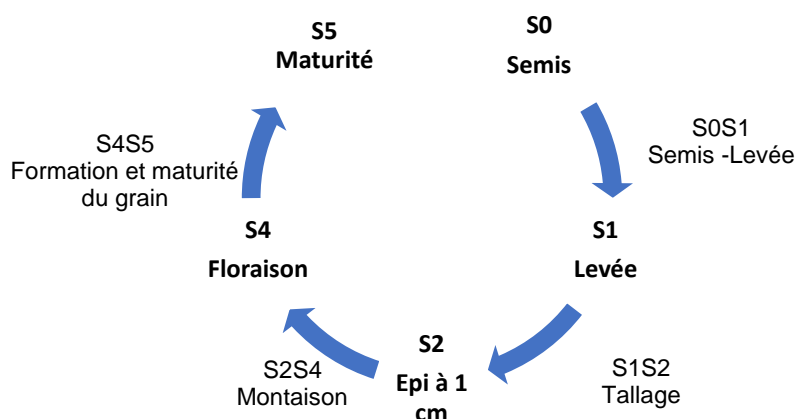 S0
Semis
S0S1
Semis -Levée
S1
Levée
S1S2
Tallage
S2
Epi à 1
cm
S2S4
Montaison
S4
Floraison
S4S5
Formation et maturité
du grain
S5
Maturité